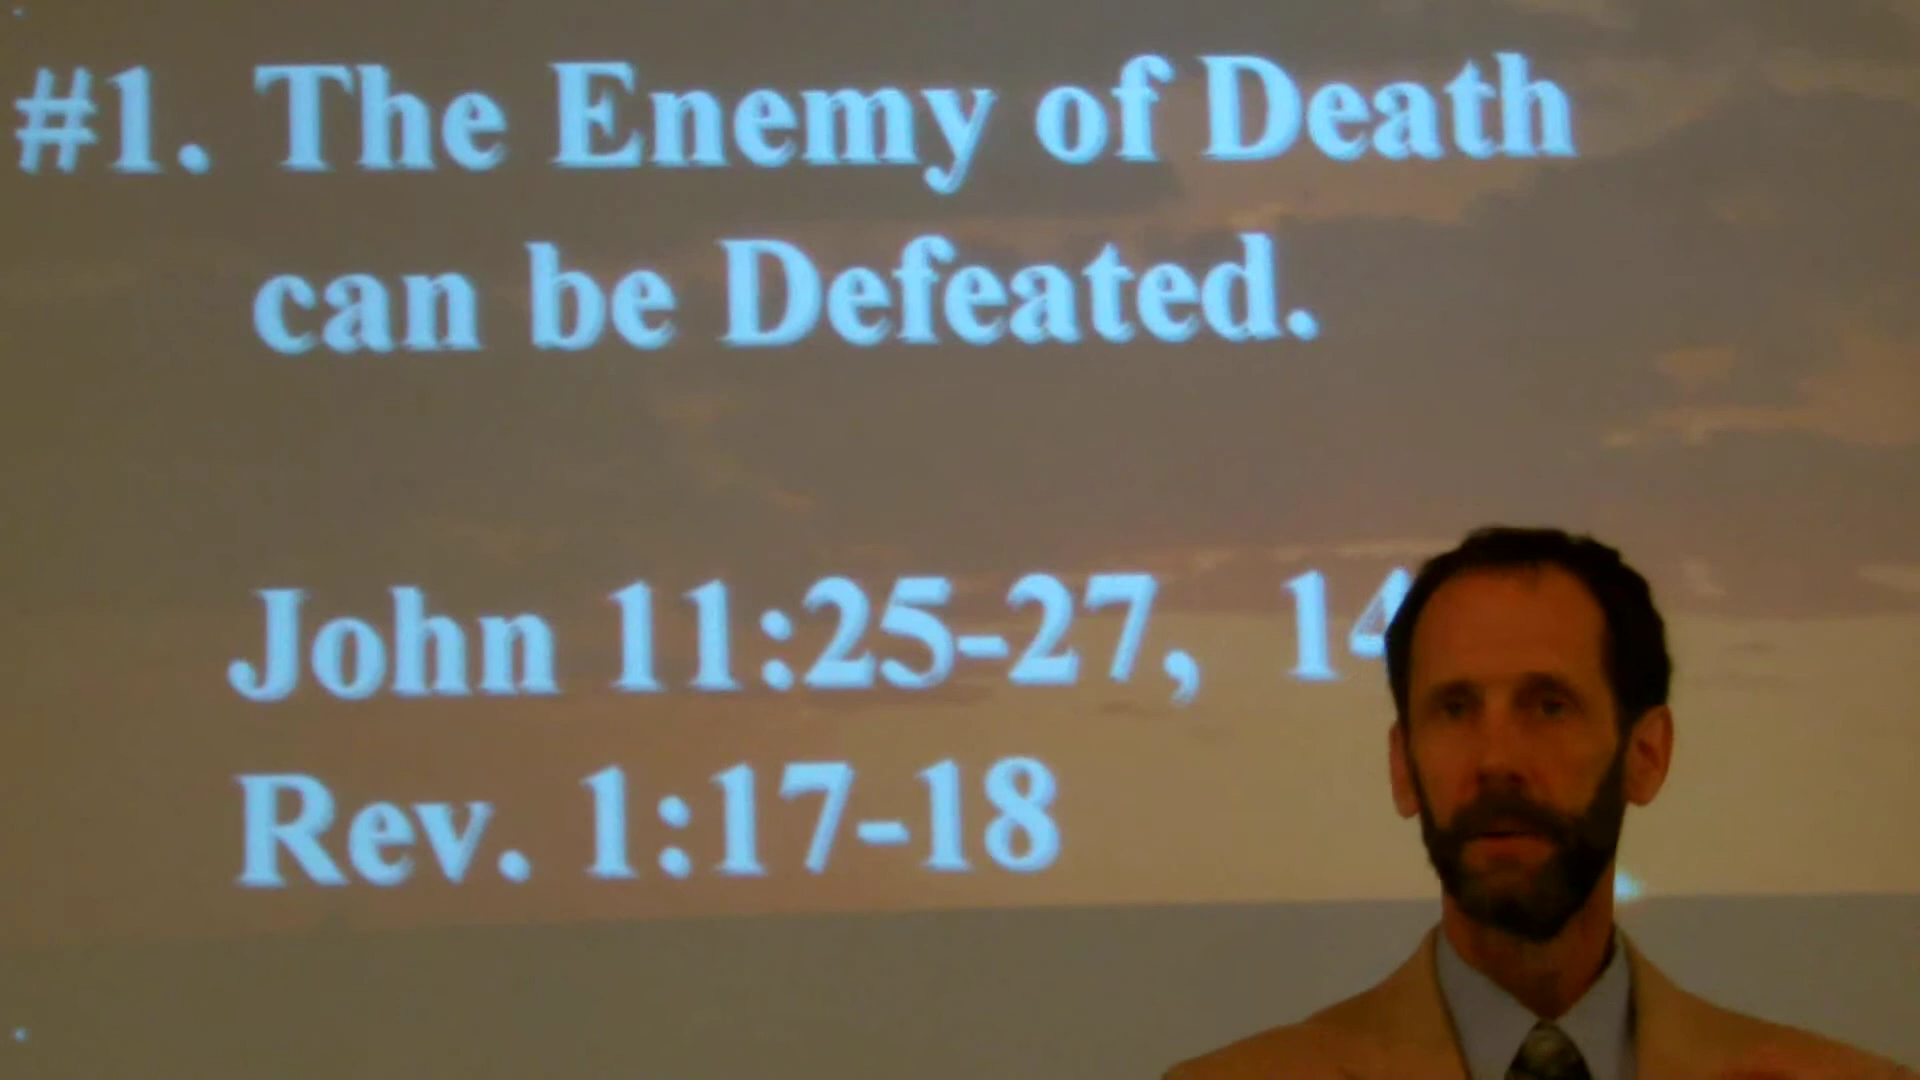 #1. The Enemy of Death
can be Defeated.
John 11:25-27, 14
Rev. 1:17-18